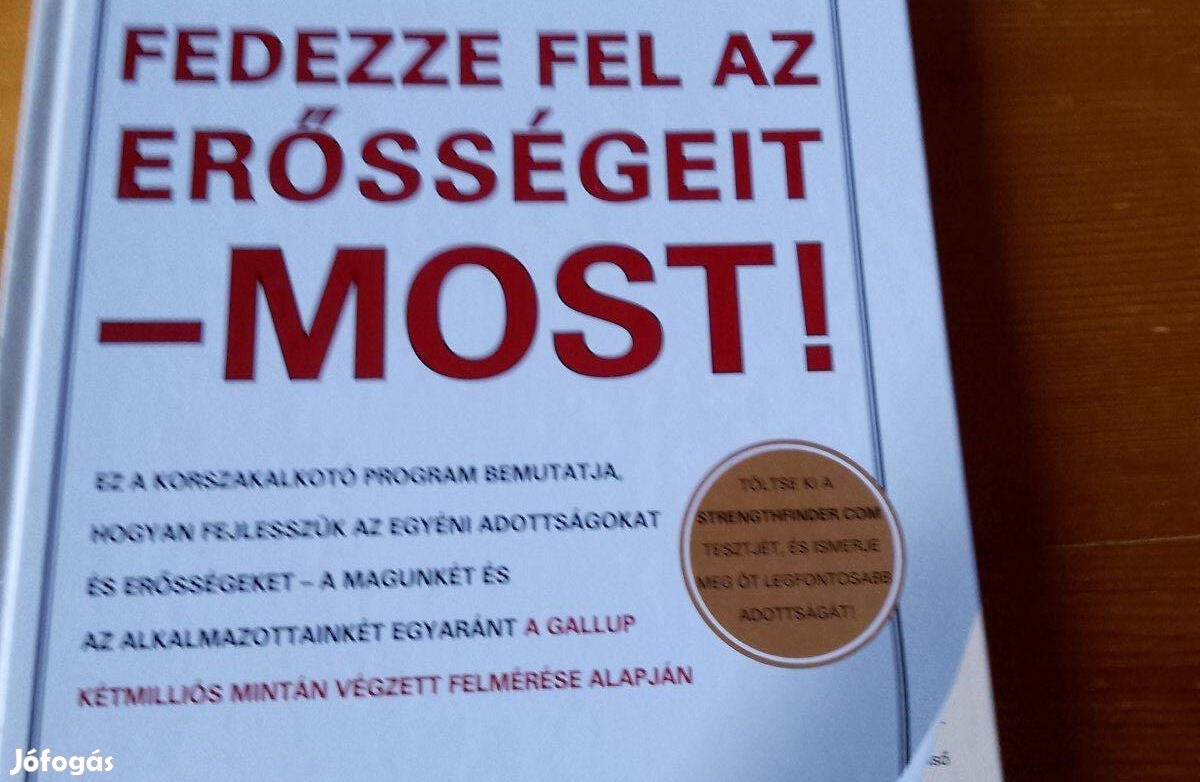 FEDEZZE FEL AZ
ERŐSSÉGEIT
–MOST!
EZ A KORSZAKALKOTÓ PROGRAM BEMUTATJA,
HOGYAN FEJLESSZÜK AZ EGYÉNI ADOTTSÁGOKAT
ÉS ERŐSSÉGEKET – A MAGUNKÉT ÉS
AZ ALKALMAZOTTAINKÉT EGYARÁNT A GALLUP
KÉTMILLIÓS MINTÁN VÉGZETT FELMÉRÉSE ALAPJÁN
TÖLTSE KI A
STRENGTHFINDER.COM
TESZTJÉT, ÉS ISMERJE
MEG ÖT LEGFONTOSABB
ADOTTSÁGÁT!
Jófogás